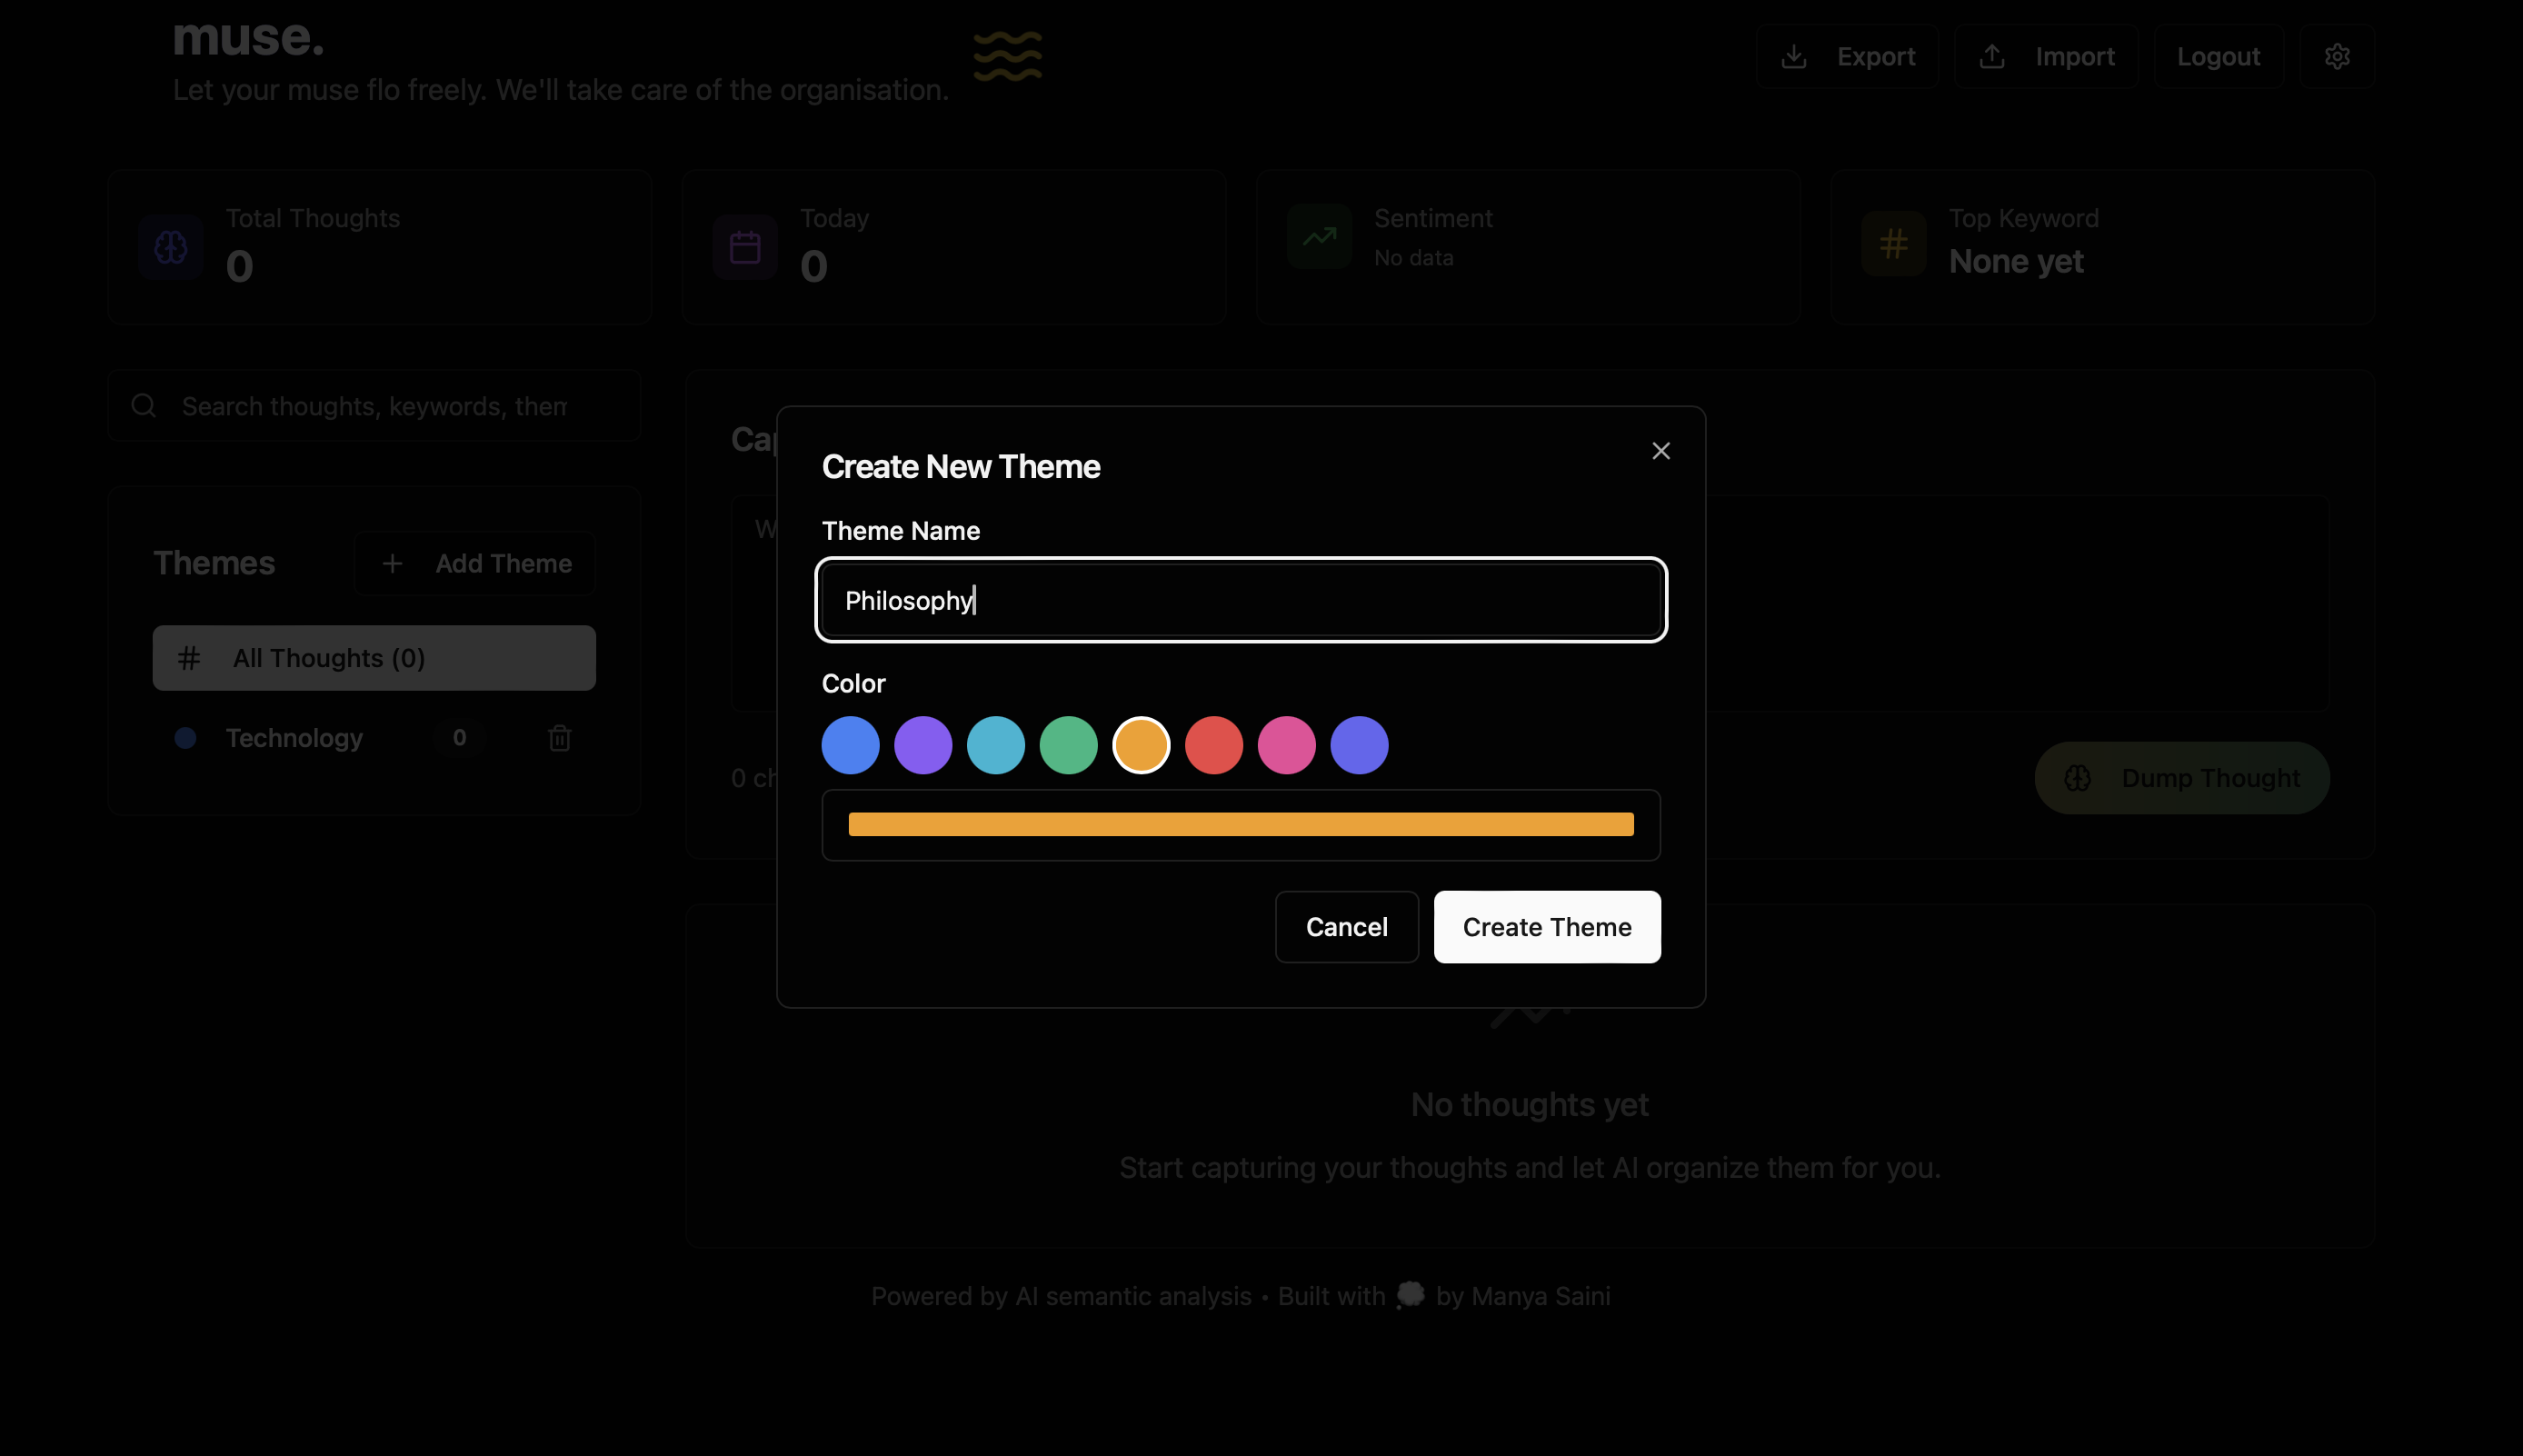 muse.
Let your muse flo freely. We'll take care of the organisation.
Export
Import
Logout
Total Thoughts
0
Today
0
Sentiment
No data
Top Keyword
None yet
Search thoughts, keywords, them
Themes
Add Theme
All Thoughts (0)
Technology
0
Cap
W
0 ch
Dump Thought
Create New Theme
Theme Name
Philosophy
Color
Cancel
Create Theme
No thoughts yet
Start capturing your thoughts and let AI organize them for you.
Powered by AI semantic analysis • Built with 💭 by Manya Saini